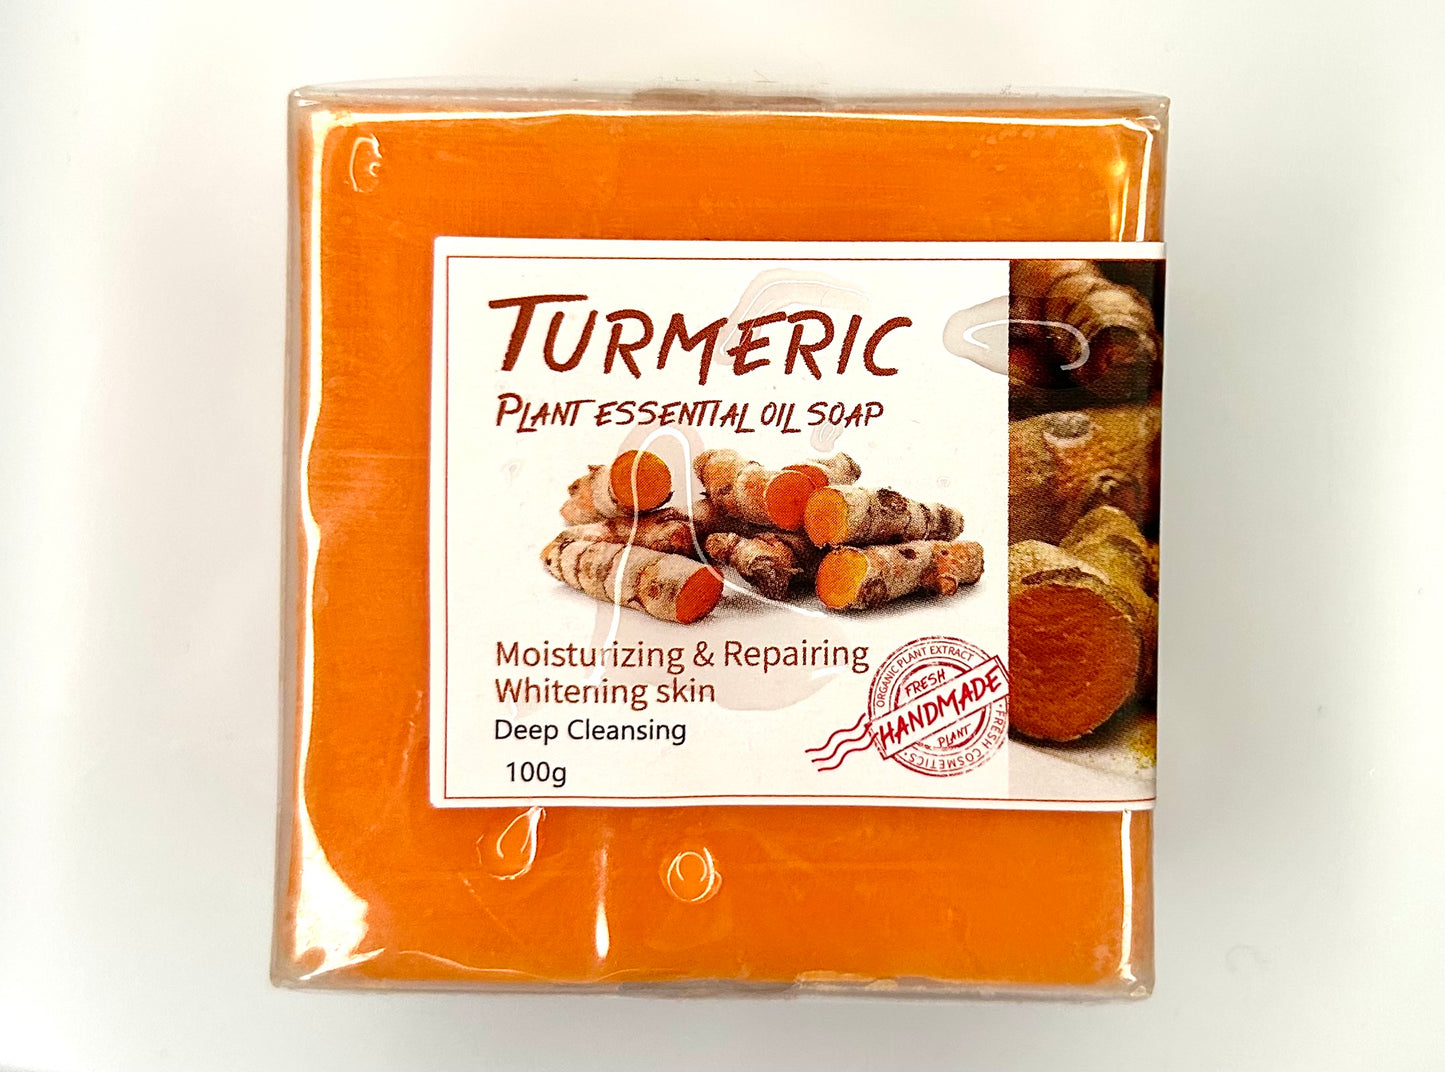 TURMERIC
PLANT ESSENTIAL OIL SOAP
Moisturizing & Repairing
Whitening skin
Deep Cleansing
100g
ORGANIC PLANT EXTRACT
FRESH
HANDMADE
PLANT
• FRESH COSMETICS •